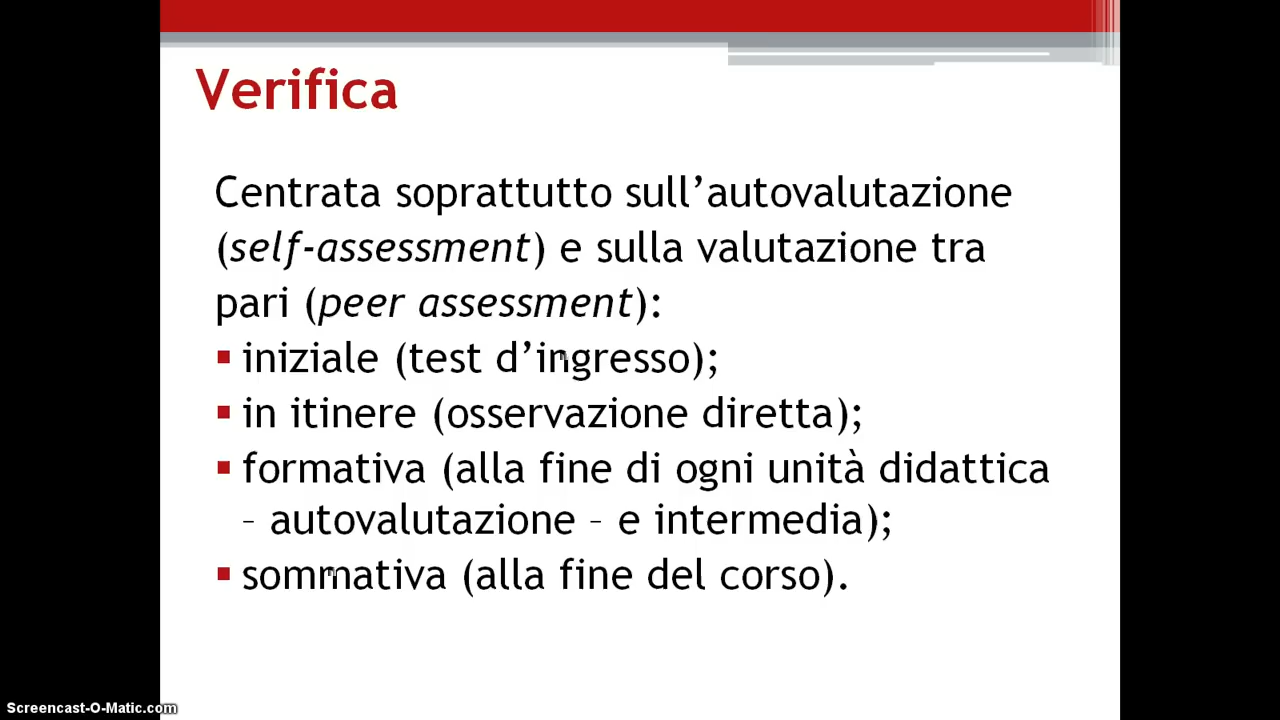 Verifica
Centrata soprattutto sull’autovalutazione
(self-assessment) e sulla valutazione tra
pari (peer assessment):
▪ iniziale (test d’ingresso);
▪ in itinere (osservazione diretta);
▪ formativa (alla fine di ogni unità didattica
– autovalutazione – e intermedia);
▪ sommativa (alla fine del corso).
Screencast-O-Matic.com